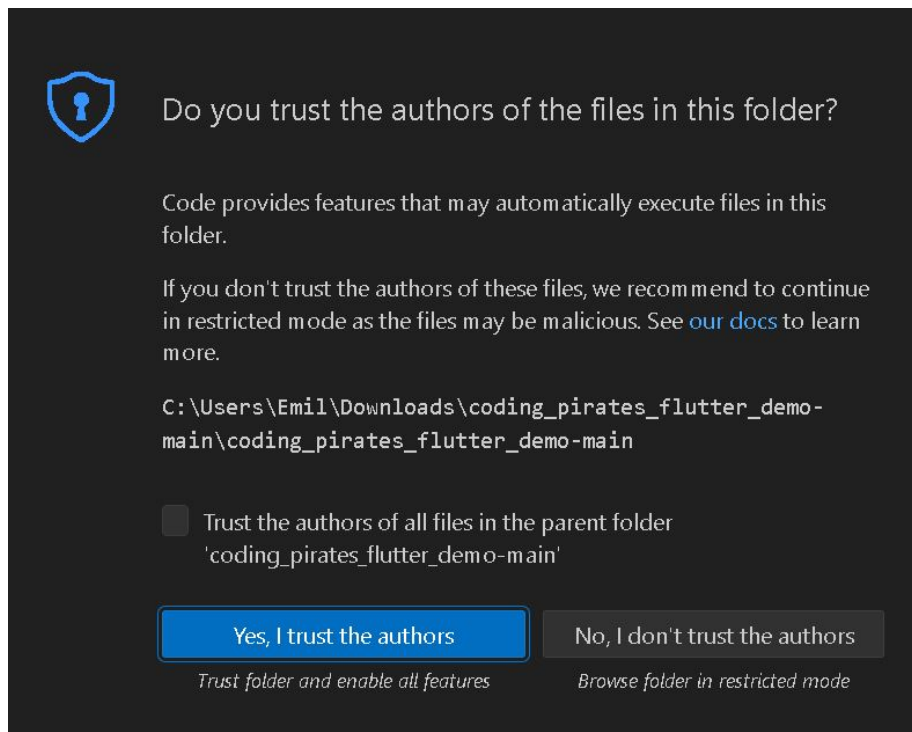 Do you trust the authors of the files in this folder?
Code provides features that may automatically execute files in this
folder.
If you don't trust the authors of these files, we recommend to continue
in restricted mode as the files may be malicious. See our docs to learn
more.
C:\Users\Emil\Downloads\coding_pirates_flutter_demo-
main\coding_pirates_flutter_demo-main
Trust the authors of all files in the parent folder
'coding_pirates_flutter_demo-main'
Yes, I trust the authors
No, I don't trust the authors
Trust folder and enable all features
Browse folder in restricted mode